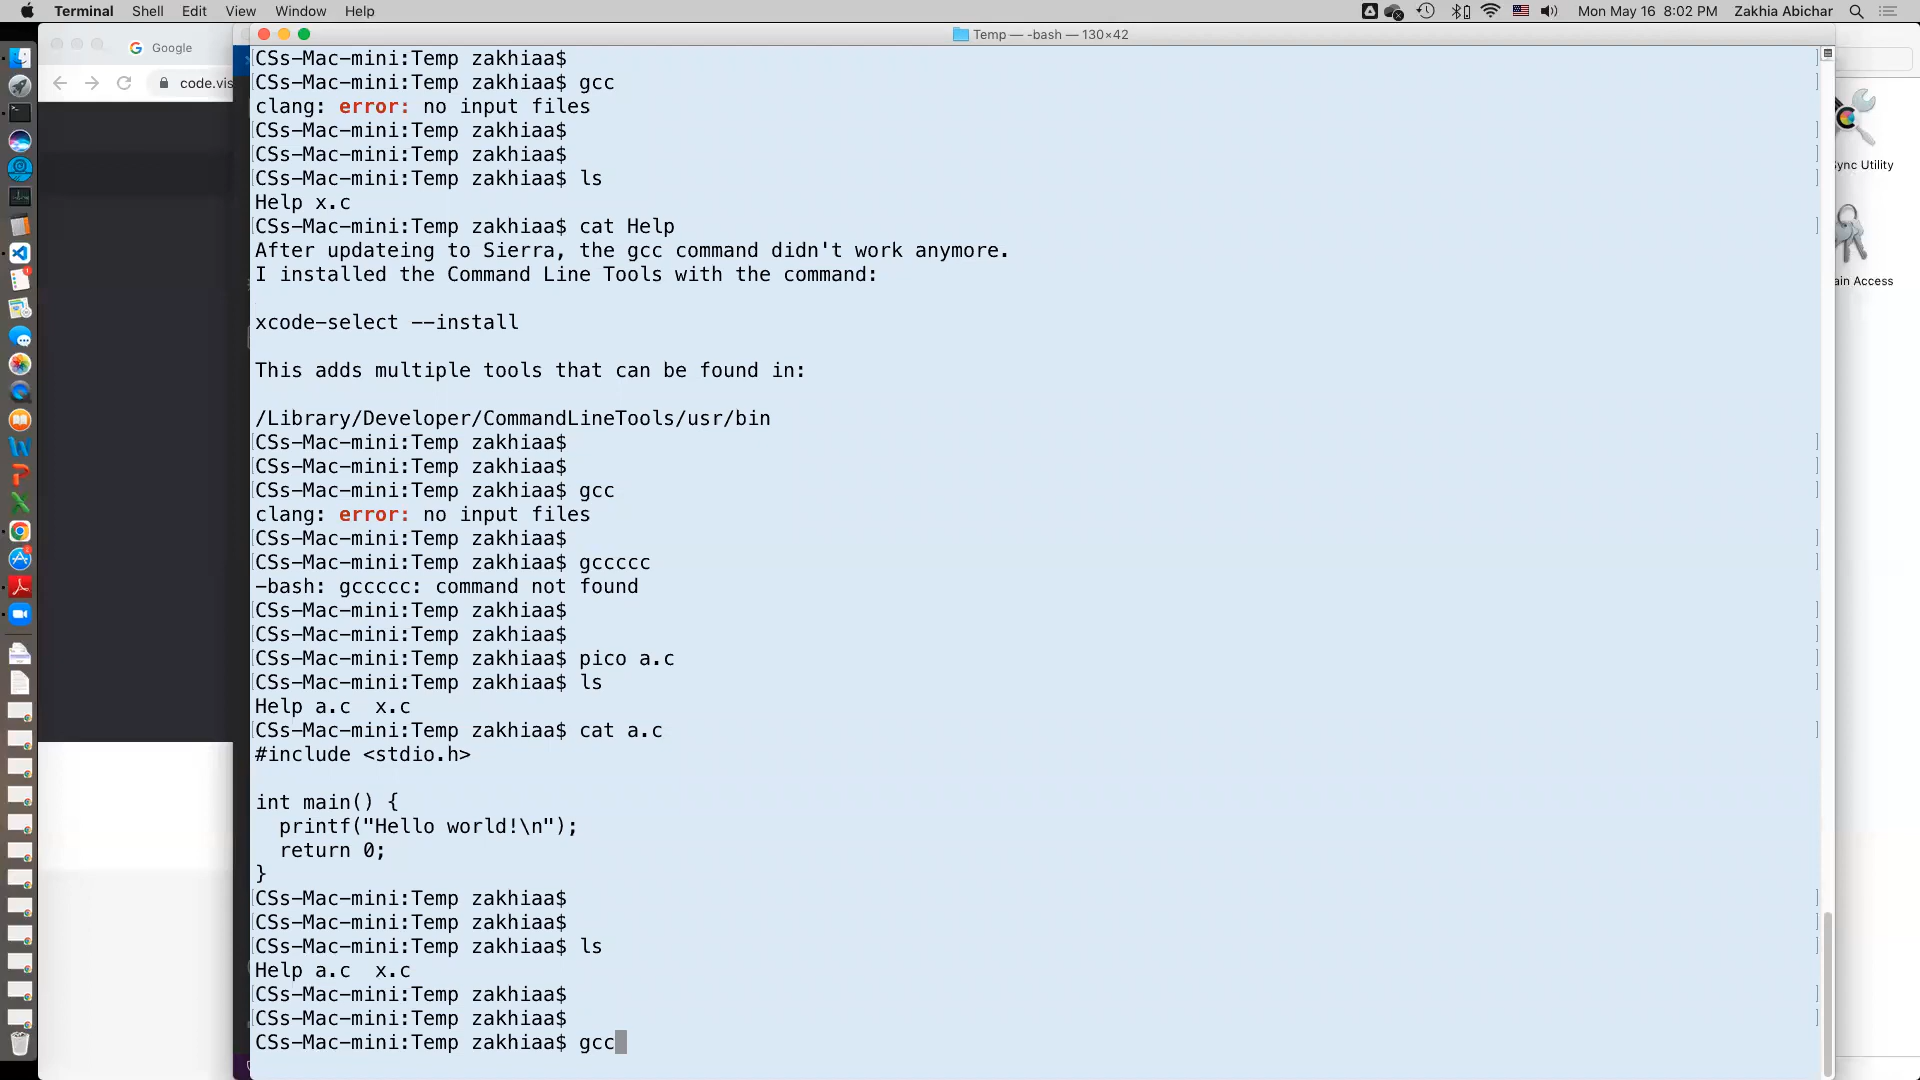 Terminal Shell Edit View Window Help Mon May 16 8:02 PM Zakhia Abichar
Google
code.vis
Temp — -bash — 130×42
CSs-Mac-mini:Temp zakhiaa$
CSs-Mac-mini:Temp zakhiaa$ gcc
clang: error: no input files
CSs-Mac-mini:Temp zakhiaa$
CSs-Mac-mini:Temp zakhiaa$
CSs-Mac-mini:Temp zakhiaa$ ls
Help x.c
CSs-Mac-mini:Temp zakhiaa$ cat Help
After updateing to Sierra, the gcc command didn't work anymore.
I installed the Command Line Tools with the command:
xcode-select --install
This adds multiple tools that can be found in:
/Library/Developer/CommandLineTools/usr/bin
CSs-Mac-mini:Temp zakhiaa$
CSs-Mac-mini:Temp zakhiaa$
CSs-Mac-mini:Temp zakhiaa$ gcc
clang: error: no input files
CSs-Mac-mini:Temp zakhiaa$
CSs-Mac-mini:Temp zakhiaa$ gccccc
-bash: gccccc: command not found
CSs-Mac-mini:Temp zakhiaa$
CSs-Mac-mini:Temp zakhiaa$
CSs-Mac-mini:Temp zakhiaa$ pico a.c
CSs-Mac-mini:Temp zakhiaa$ ls
Help a.c  x.c
CSs-Mac-mini:Temp zakhiaa$ cat a.c
#include <stdio.h>
int main() {
  printf("Hello world!\n");
  return 0;
}
CSs-Mac-mini:Temp zakhiaa$
CSs-Mac-mini:Temp zakhiaa$
CSs-Mac-mini:Temp zakhiaa$ ls
Help a.c  x.c
CSs-Mac-mini:Temp zakhiaa$
CSs-Mac-mini:Temp zakhiaa$
CSs-Mac-mini:Temp zakhiaa$ gcc
Sync Utility
ain Access